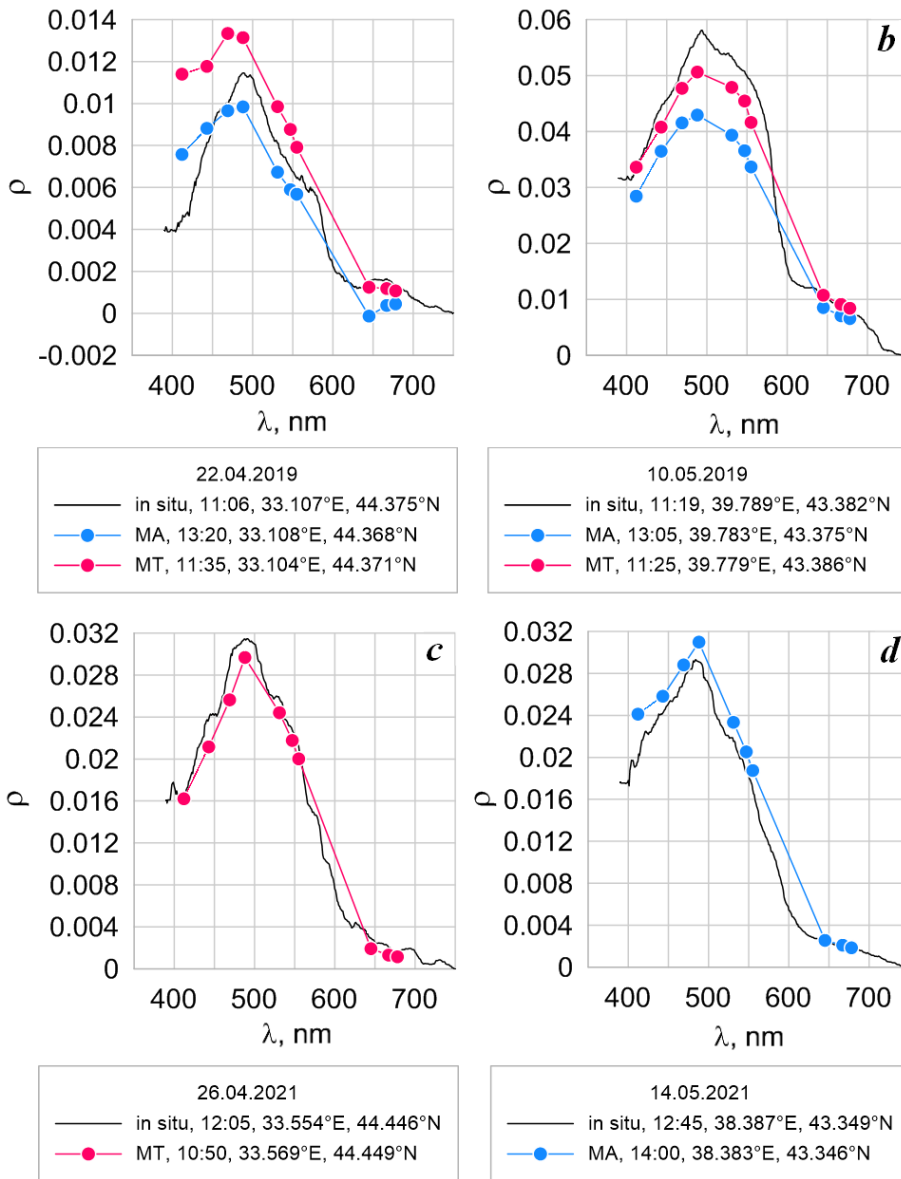 0.014
0.012
0.01
0.008
0.006
0.004
0.002
0
-0.002
ρ
400 500 600 700
λ, nm
22.04.2019
in situ, 11:06, 33.107°E, 44.375°N
MA, 13:20, 33.108°E, 44.368°N
MT, 11:35, 33.104°E, 44.371°N
b
0.06
0.05
0.04
0.03
0.02
0.01
0
ρ
400 500 600 700
λ, nm
10.05.2019
in situ, 11:19, 39.789°E, 43.382°N
MA, 13:05, 39.783°E, 43.375°N
MT, 11:25, 39.779°E, 43.386°N
c
0.032
0.028
0.024
0.02
0.016
0.012
0.008
0.004
0
ρ
400 500 600 700
λ, nm
26.04.2021
in situ, 12:05, 33.554°E, 44.446°N
MT, 10:50, 33.569°E, 44.449°N
d
0.032
0.028
0.024
0.02
0.016
0.012
0.008
0.004
0
ρ
400 500 600 700
λ, nm
14.05.2021
in situ, 12:45, 38.387°E, 43.349°N
MA, 14:00, 38.383°E, 43.346°N